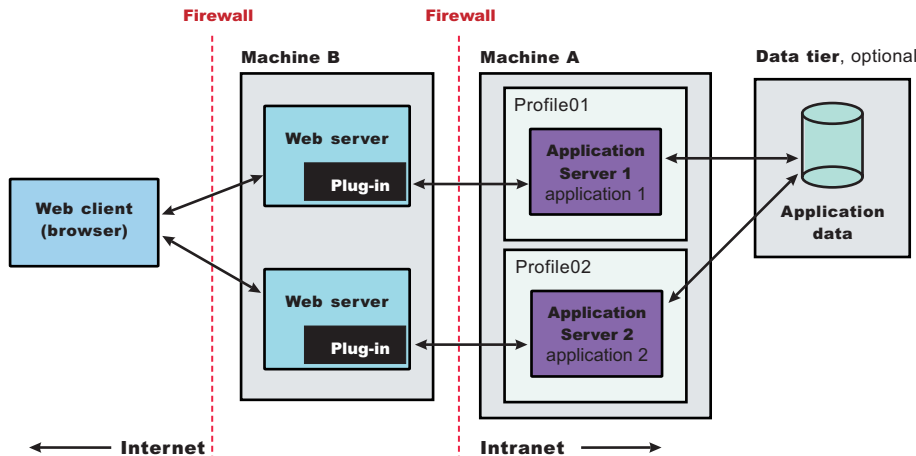 Firewall
Firewall
Machine B
Machine A
Data tier, optional
Web server
Plug-in
Profile01
Application
Server 1
application 1
Web client
(browser)
Application
data
Web server
Plug-in
Profile02
Application
Server 2
application 2
Internet
Intranet